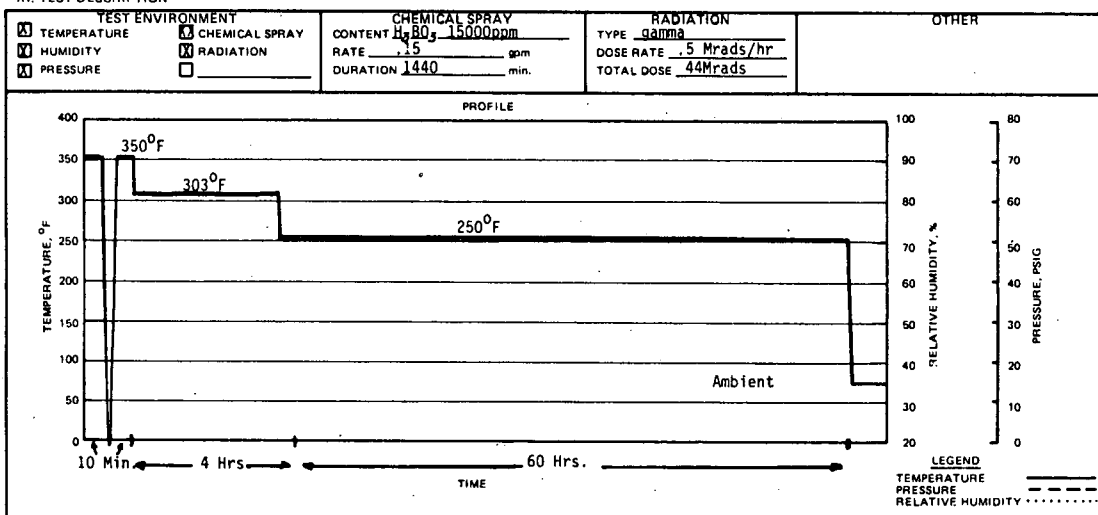 TEST ENVIRONMENT
TEMPERATURE
CHEMICAL SPRAY
HUMIDITY
RADIATION
PRESSURE
CHEMICAL SPRAY
CONTENT H3BO3 15000ppm
RATE .15 gpm
DURATION 1440 min.
RADIATION
TYPE gamma
DOSE RATE .5 Mrads/hr
TOTAL DOSE 44Mrads
OTHER
PROFILE
TEMPERATURE, °F
400
350
300
250
200
150
100
50
0
350°F
303°F
250°F
Ambient
100
90
80
70
60
50
40
30
20
RELATIVE HUMIDITY, %
80
70
60
50
40
30
20
10
0
PRESSURE, PSIG
10 Min
4 Hrs
60 Hrs.
TIME
LEGEND
TEMPERATURE
PRESSURE
RELATIVE HUMIDITY